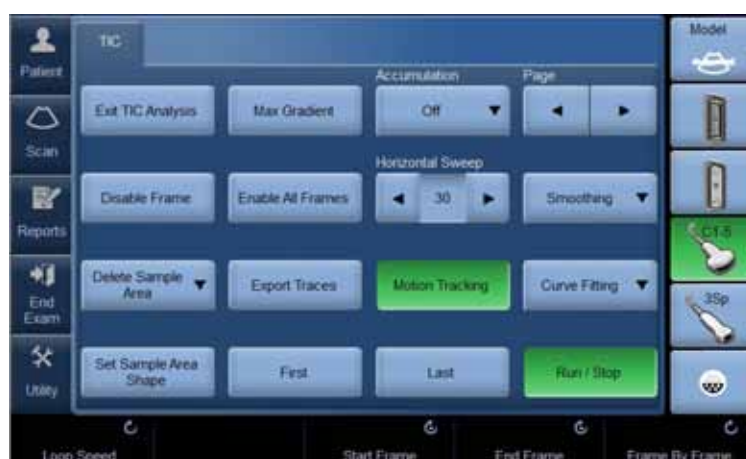 Patient
Scan
Reports
End
Exam
Utility
TIC
Accumulation
Page
Exit TIC Analysis
Max Gradient
Off
Horizontal Sweep
Disable Frame
Enable All Frames
30
Smoothing
Delete Sample
Area
Export Traces
Motion Tracking
Curve Fitting
Set Sample Area
Shape
First
Last
Run / Stop
Model
C1-5
3Sp
Loop Speed
Start Frame
End Frame
Frame By Frame